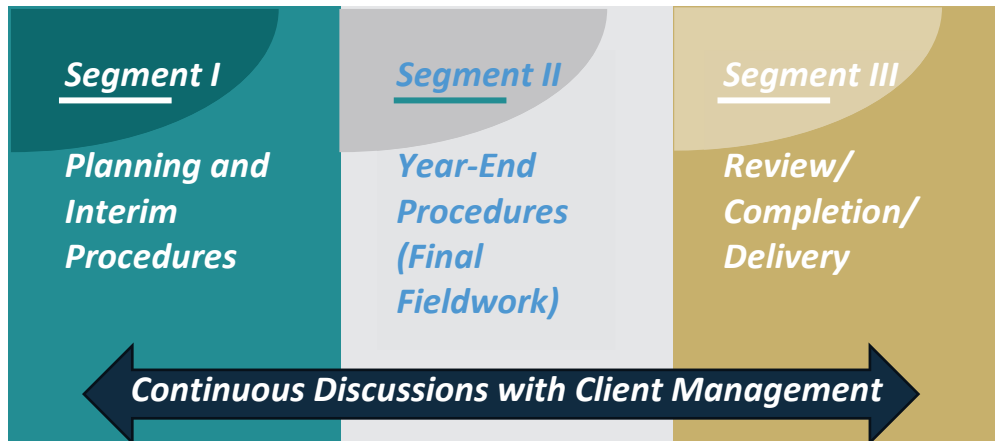 Segment I
Planning and
Interim
Procedures
Segment II
Year-End
Procedures
(Final
Fieldwork)
Segment III
Review/
Completion/
Delivery
Continuous Discussions with Client Management